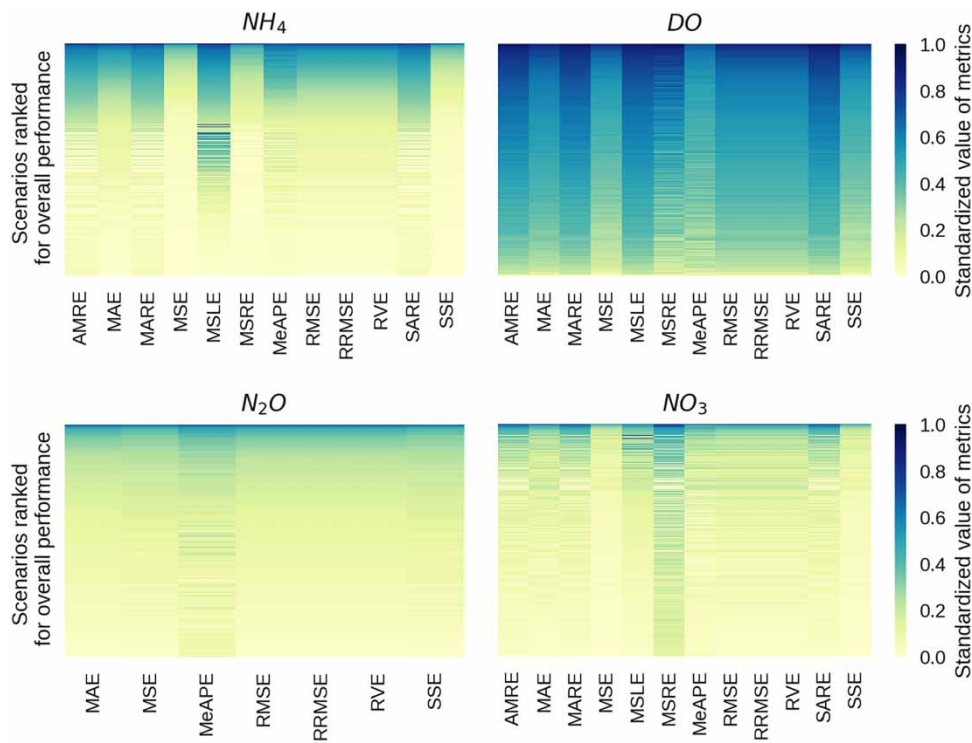 NH₄
DO
Scenarios ranked
for overall performance
AMRE
MAE
MARE
MSE
MSLE
MSRE
MeAPE
RMSE
RRMSE
RVE
SARE
SSE
AMRE
MAE
MARE
MSE
MSLE
MSRE
MeAPE
RMSE
RRMSE
RVE
SARE
SSE
1.0
0.8
0.6
0.4
0.2
0.0
Standardized value of metrics
N₂O
NO₃
Scenarios ranked
for overall performance
MAE
MSE
MeAPE
RMSE
RRMSE
RVE
SSE
AMRE
MAE
MARE
MSE
MSLE
MSRE
MeAPE
RMSE
RRMSE
RVE
SARE
SSE
1.0
0.8
0.6
0.4
0.2
0.0
Standardized value of metrics